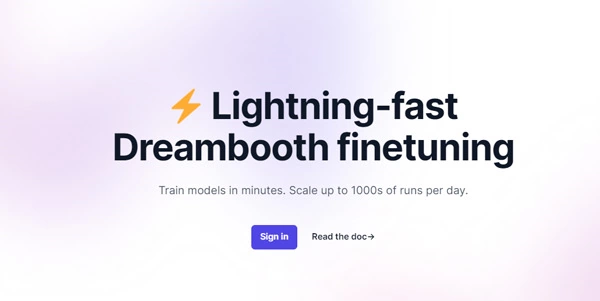 ⚡ Lightning-fast
Dreambooth finetuning
Train models in minutes. Scale up to 1000s of runs per day.
Sign in
Read the doc→